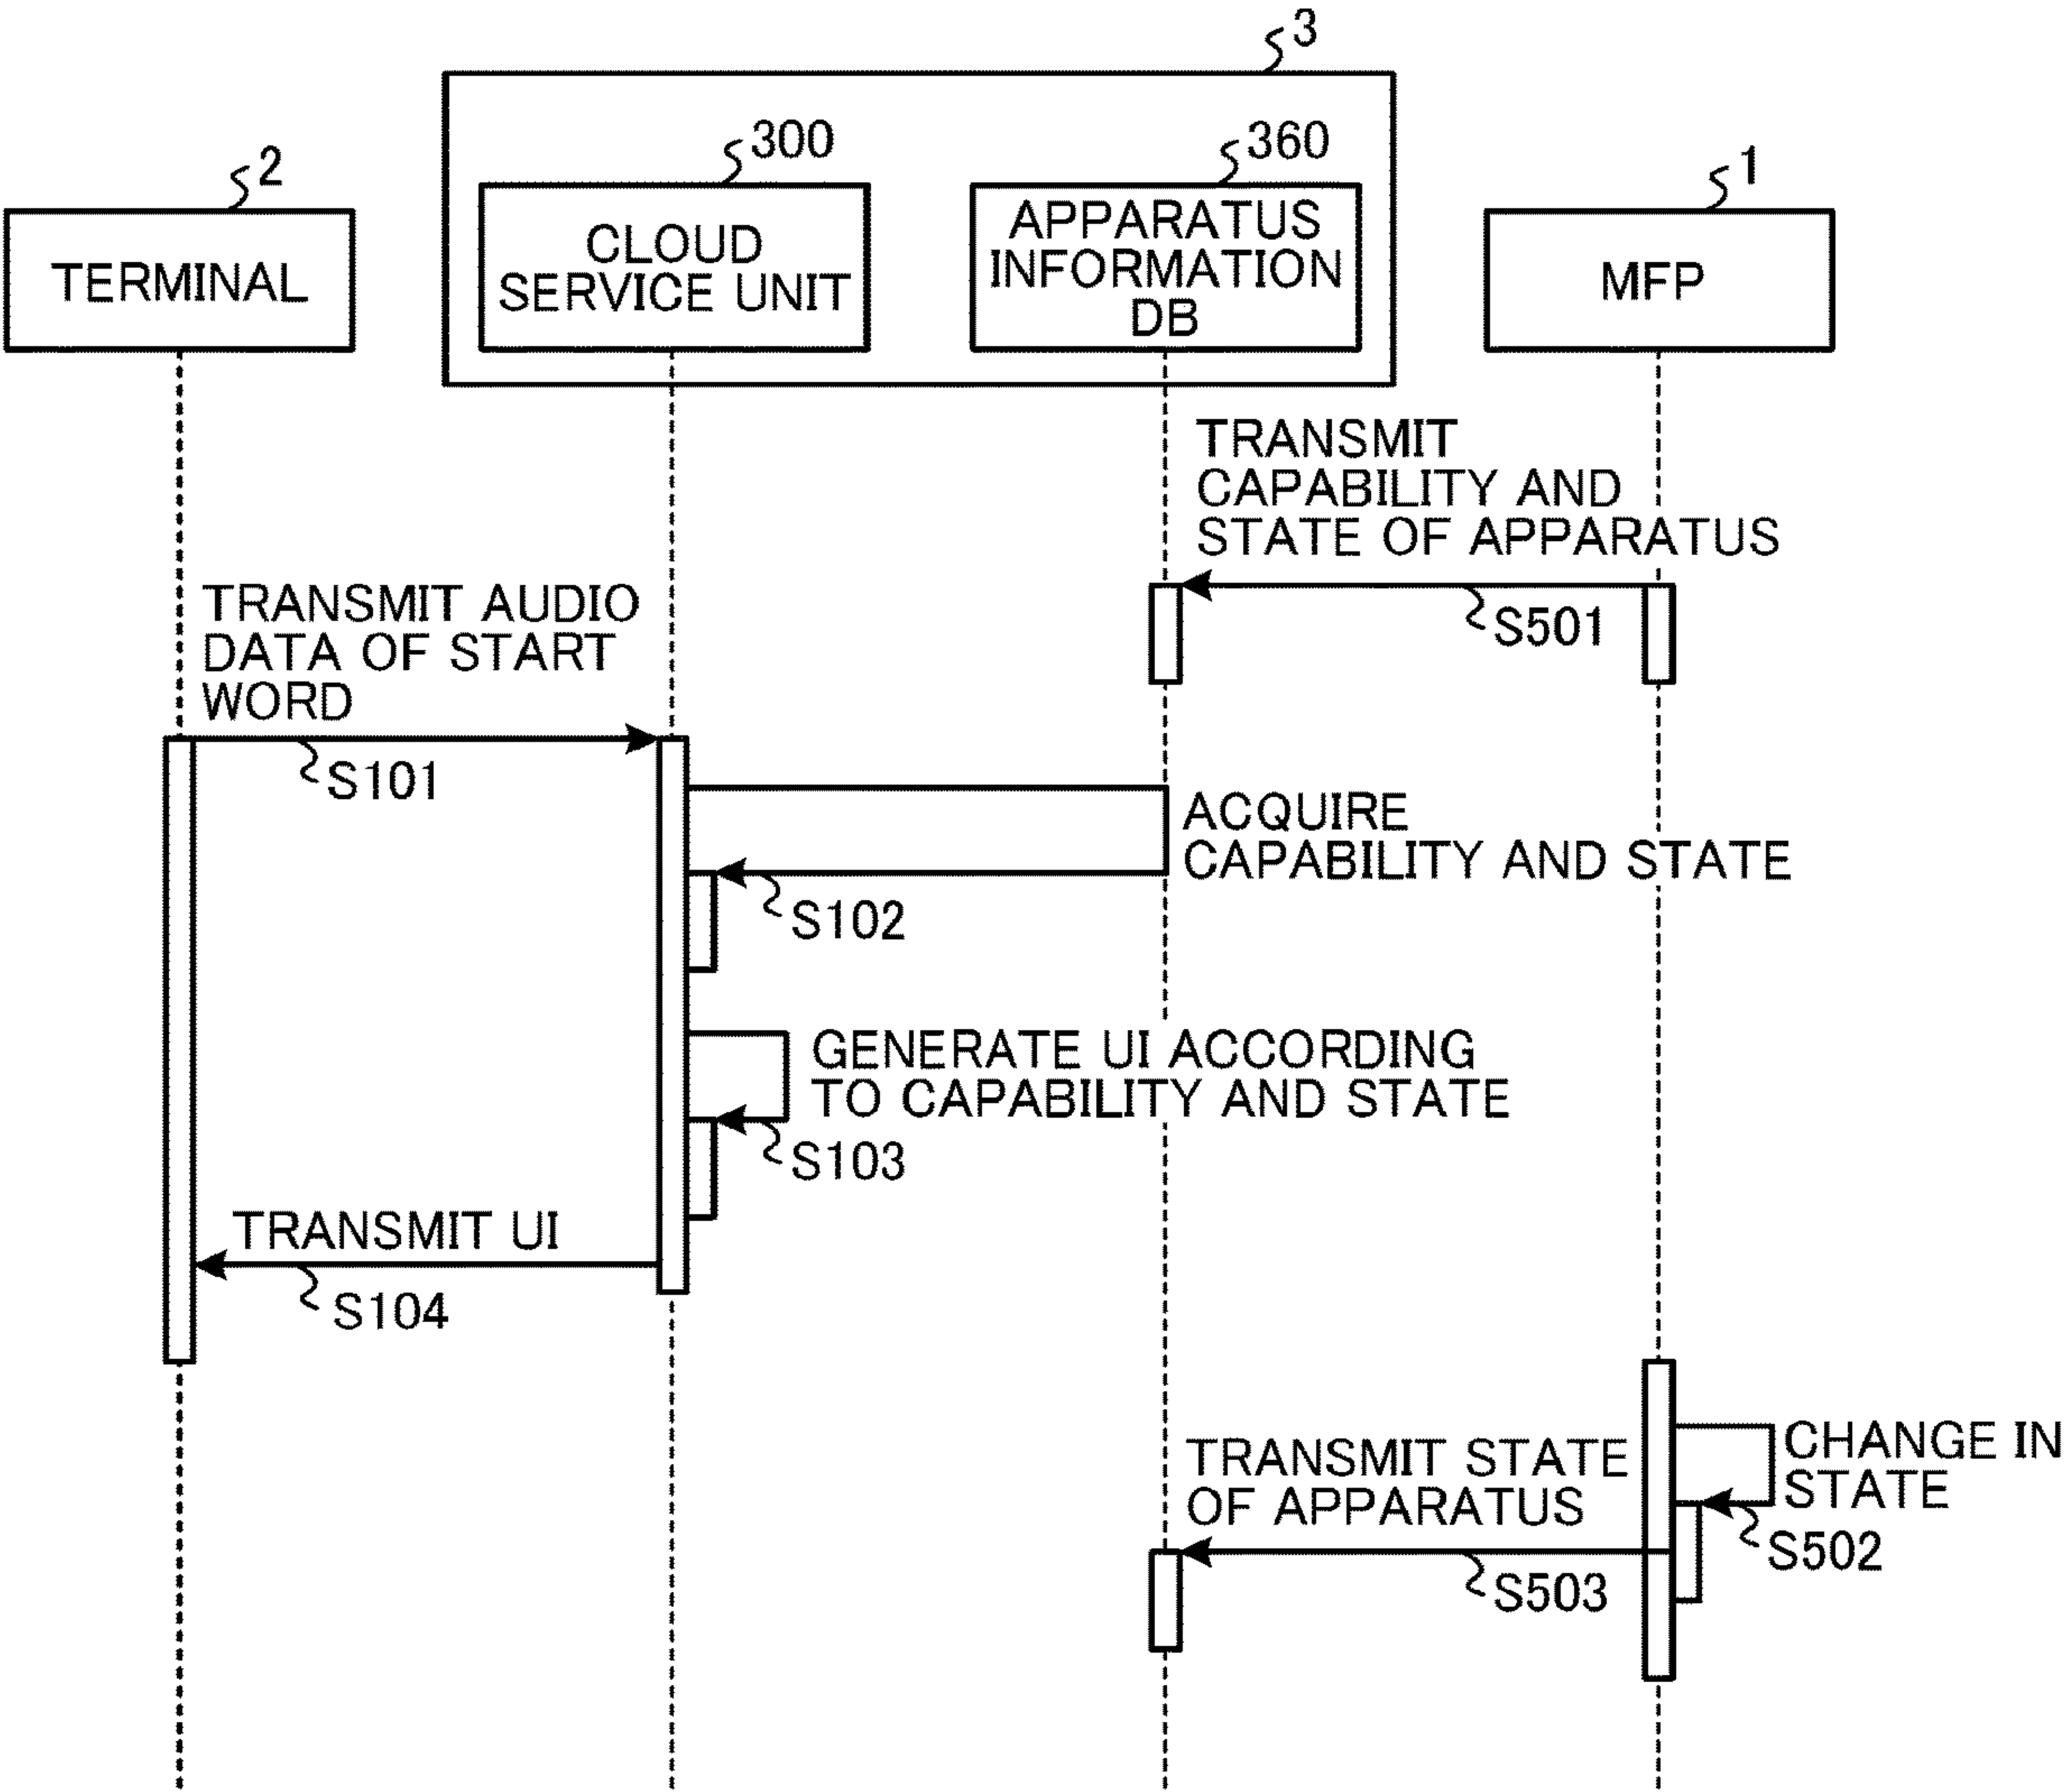 3
300
360
2
1
TERMINAL
CLOUD
SERVICE UNIT
APPARATUS
INFORMATION
DB
MFP
TRANSMIT
CAPABILITY AND
STATE OF APPARATUS
S501
TRANSMIT AUDIO
DATA OF START
WORD
S101
ACQUIRE
CAPABILITY AND STATE
S102
GENERATE UI ACCORDING
TO CAPABILITY AND STATE
S103
TRANSMIT UI
S104
CHANGE IN
STATE
S502
TRANSMIT STATE
OF APPARATUS
S503